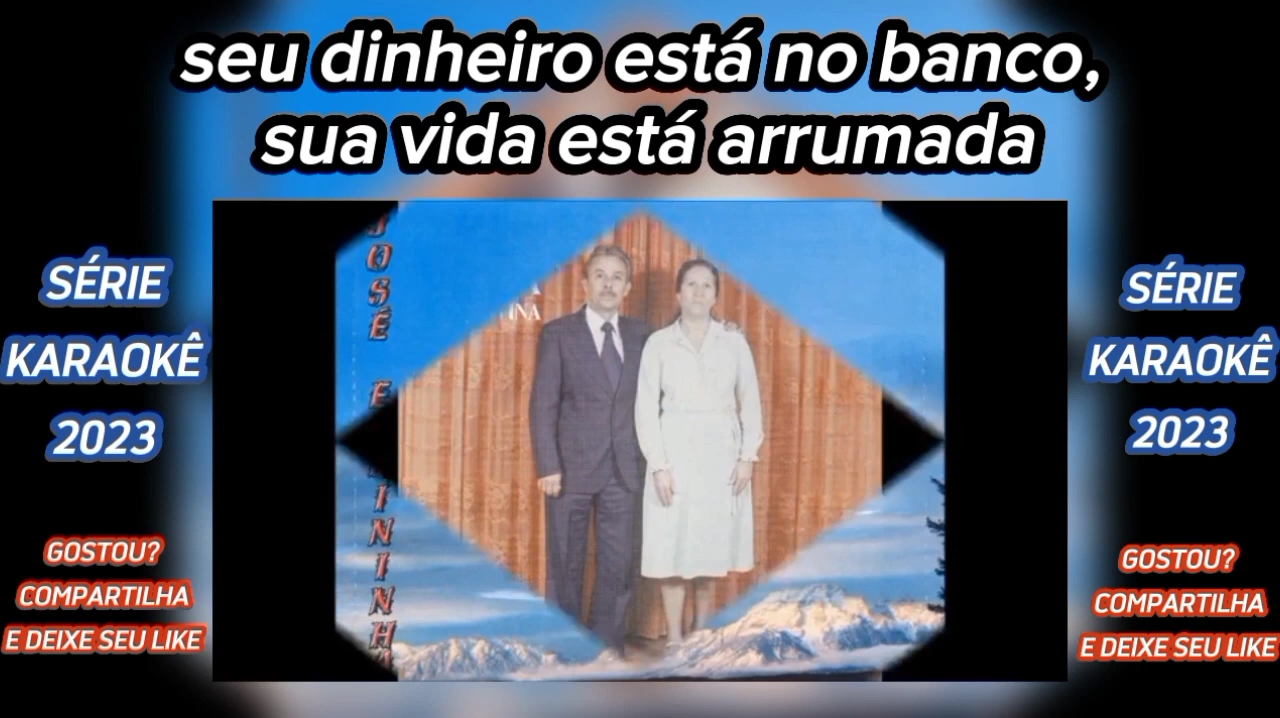 seu dinheiro está no banco,
sua vida está arrumada
SÉRIE
KARAOKÊ
2023
GOSTOU?
COMPARTILHA
E DEIXE SEU LIKE
JOSÉ E
SÉRIE
KARAOKÊ
2023
GOSTOU?
COMPARTILHA
E DEIXE SEU LIKE